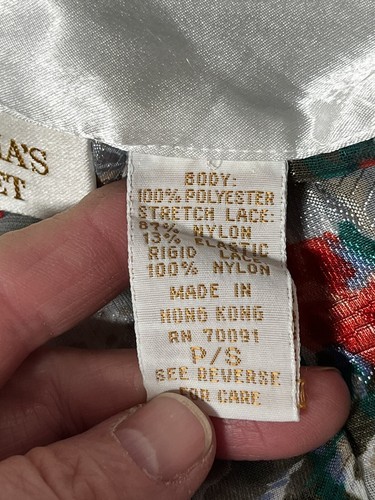 IA'S
ET
BODY:
100% POLYESTER
STRETCH LACE:
87% NYLON
13% ELASTIC
RIGID LACE
100% NYLON
MADE IN
HONG KONG
RN 70091
P/S
SEE REVERSE
FOR CARE